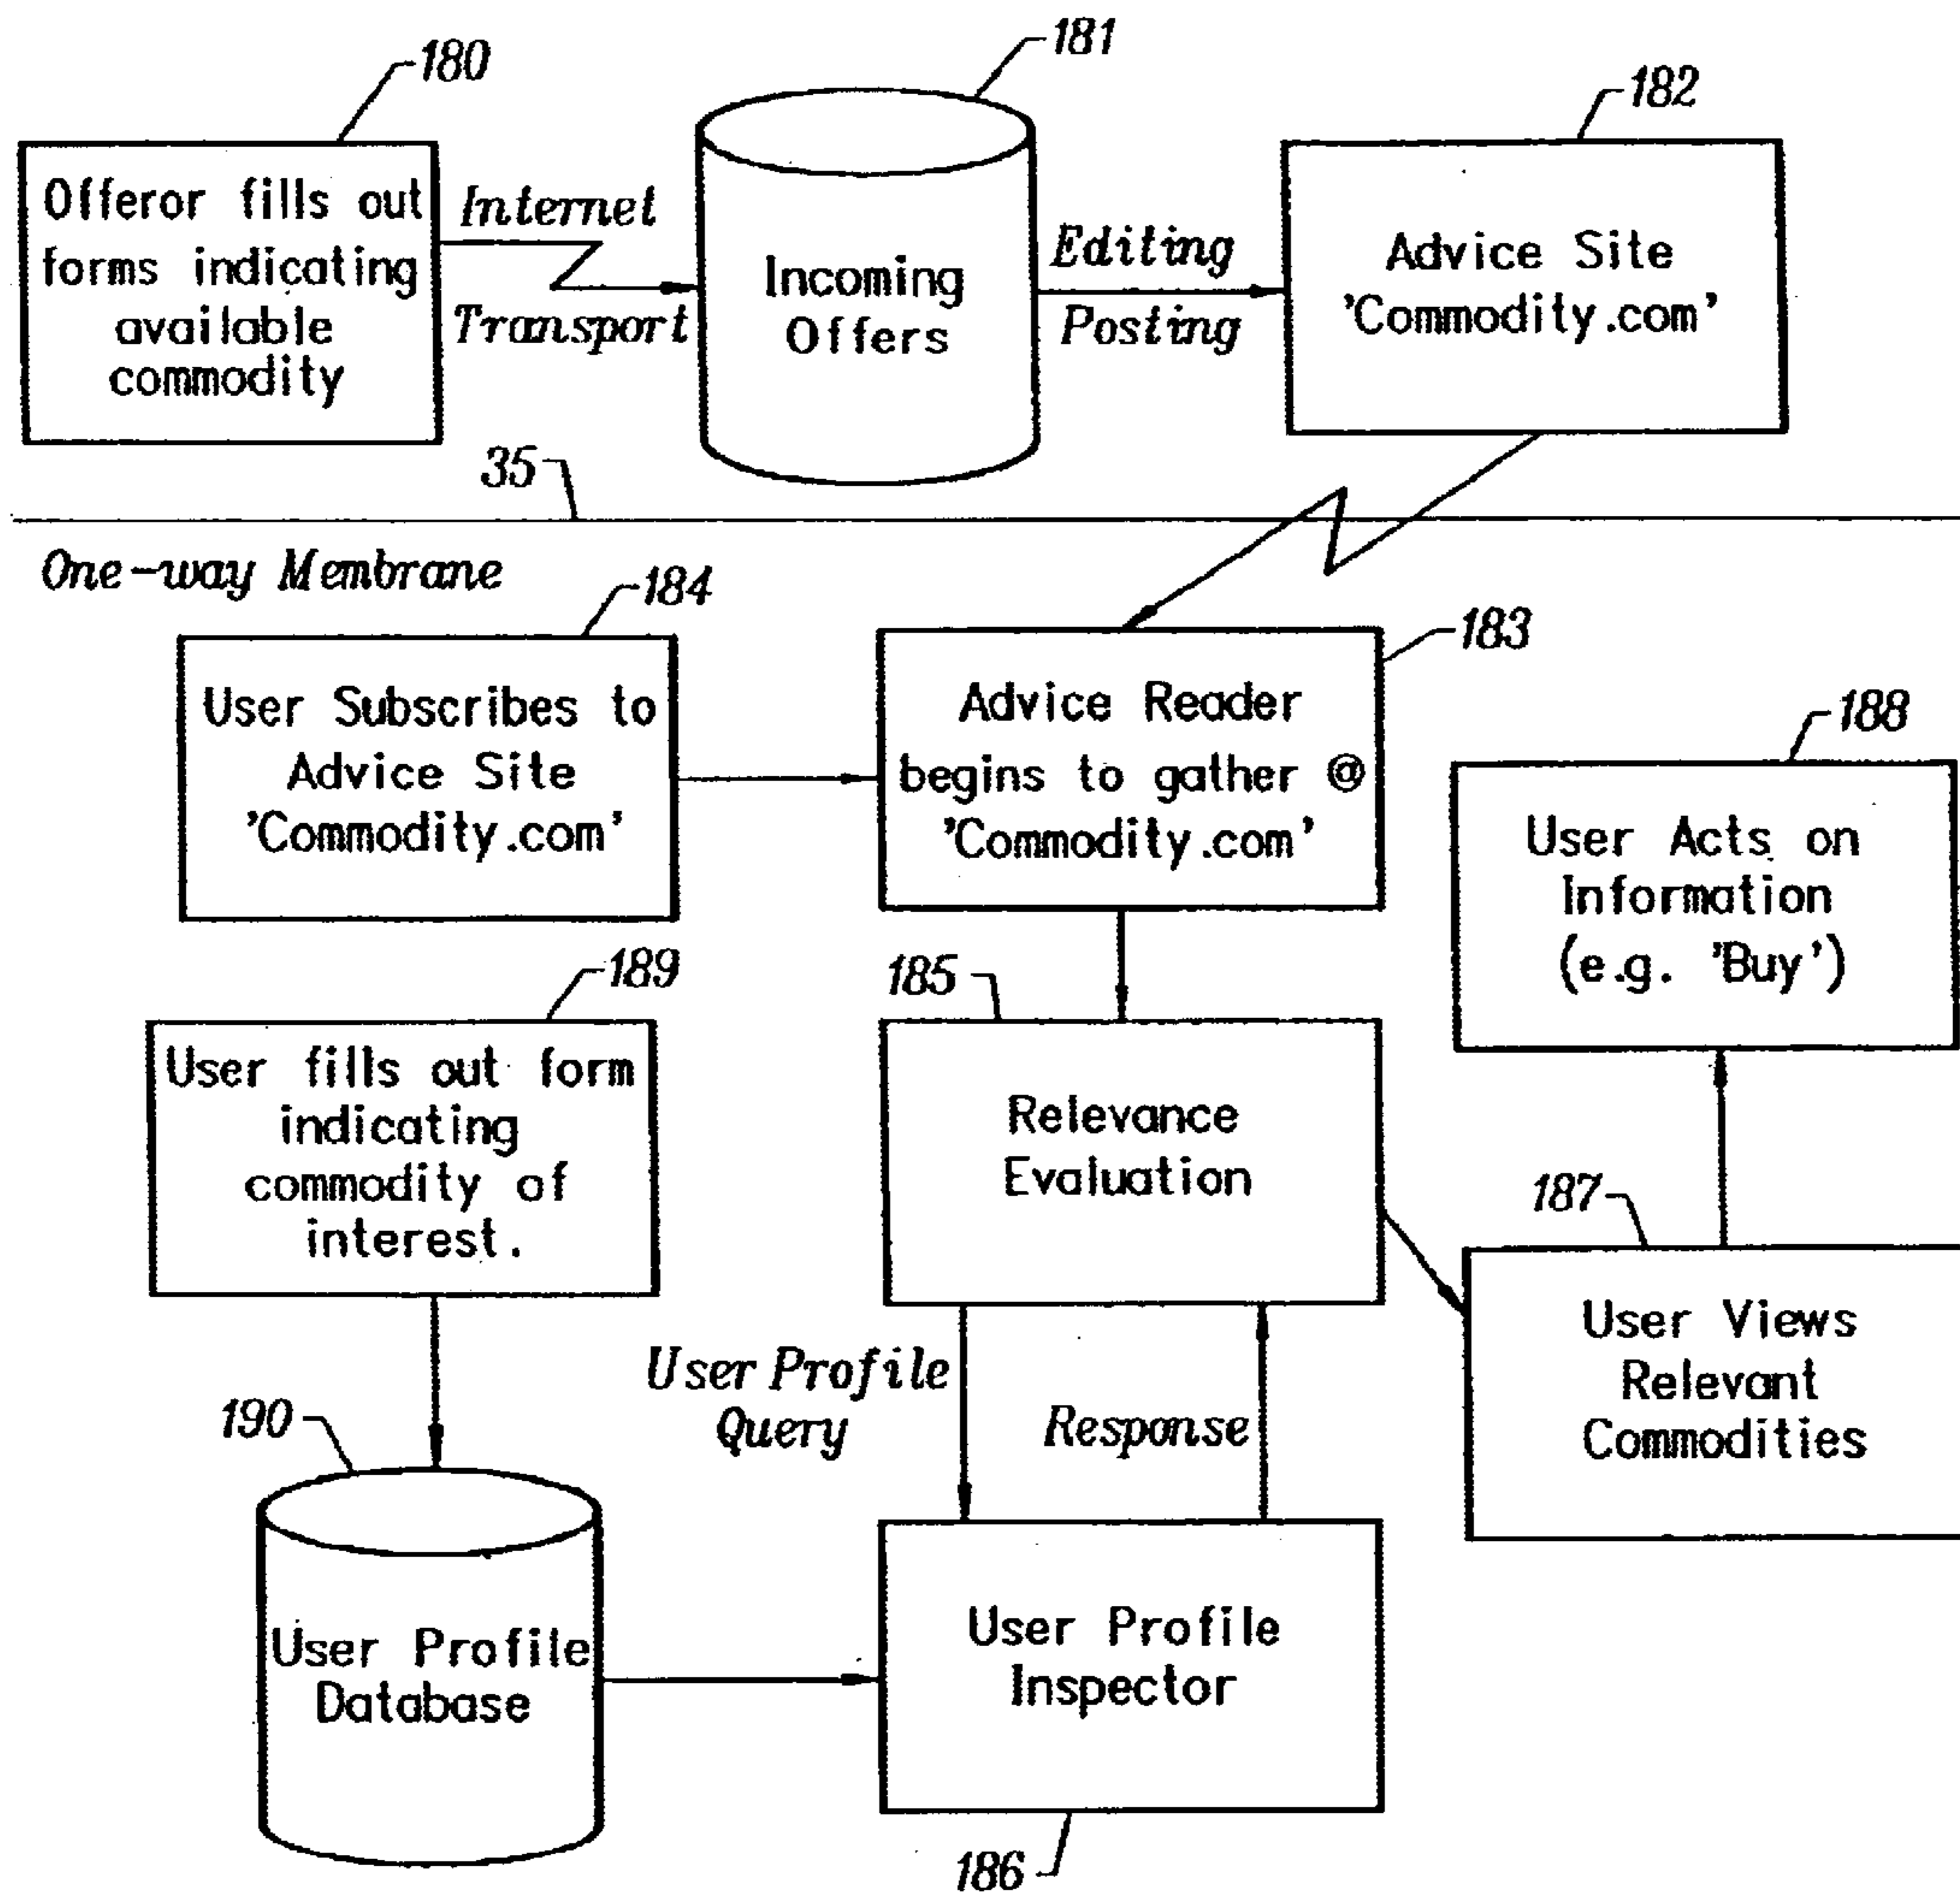 180
181
182
Offeror fills out
forms indicating
available
commodity
Internet
Transport
Incoming
Offers
Editing
Posting
Advice Site
'Commodity.com'
35
One-way Membrane
184
183
User Subscribes to
Advice Site
'Commodity.com'
Advice Reader
begins to gather @
'Commodity.com'
188
User Acts on
Information
(e.g. 'Buy')
189
185
User fills out form
indicating
commodity of
interest.
Relevance
Evaluation
187
User Views
Relevant
Commodities
User Profile
Query
Response
190
User Profile
Database
User Profile
Inspector
186